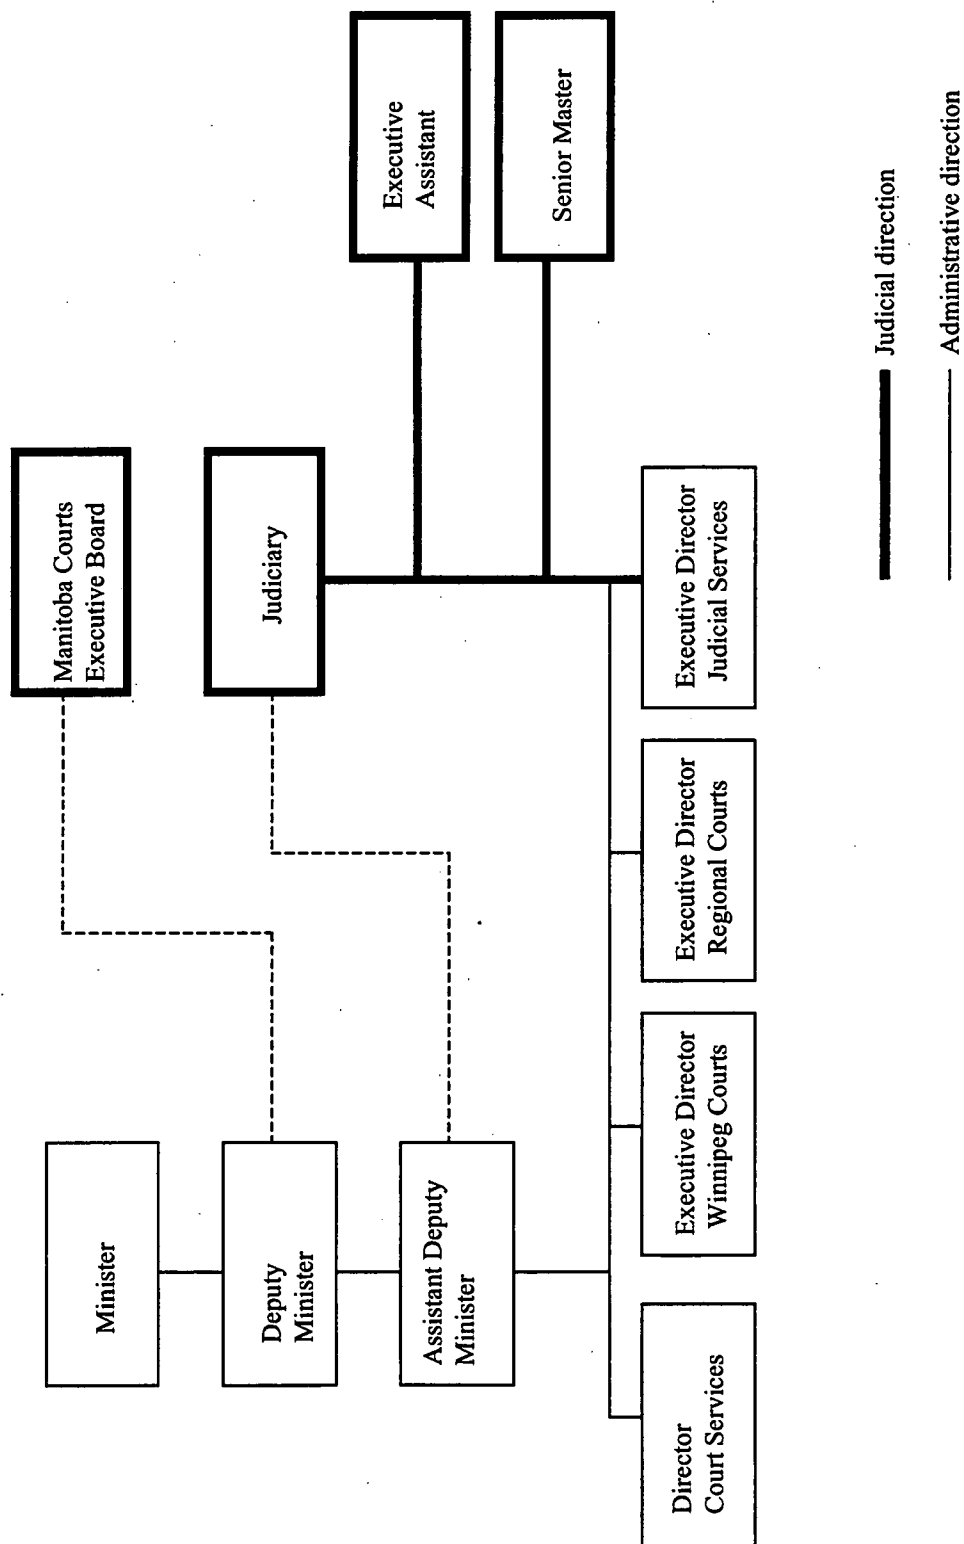 Minister
Deputy
Minister
Assistant Deputy
Minister
Manitoba Courts
Executive Board
Judiciary
Executive
Assistant
Senior Master
Director
Court Services
Executive Director
Winnipeg Courts
Executive Director
Regional Courts
Executive Director
Judicial Services
Judicial direction
Administrative direction